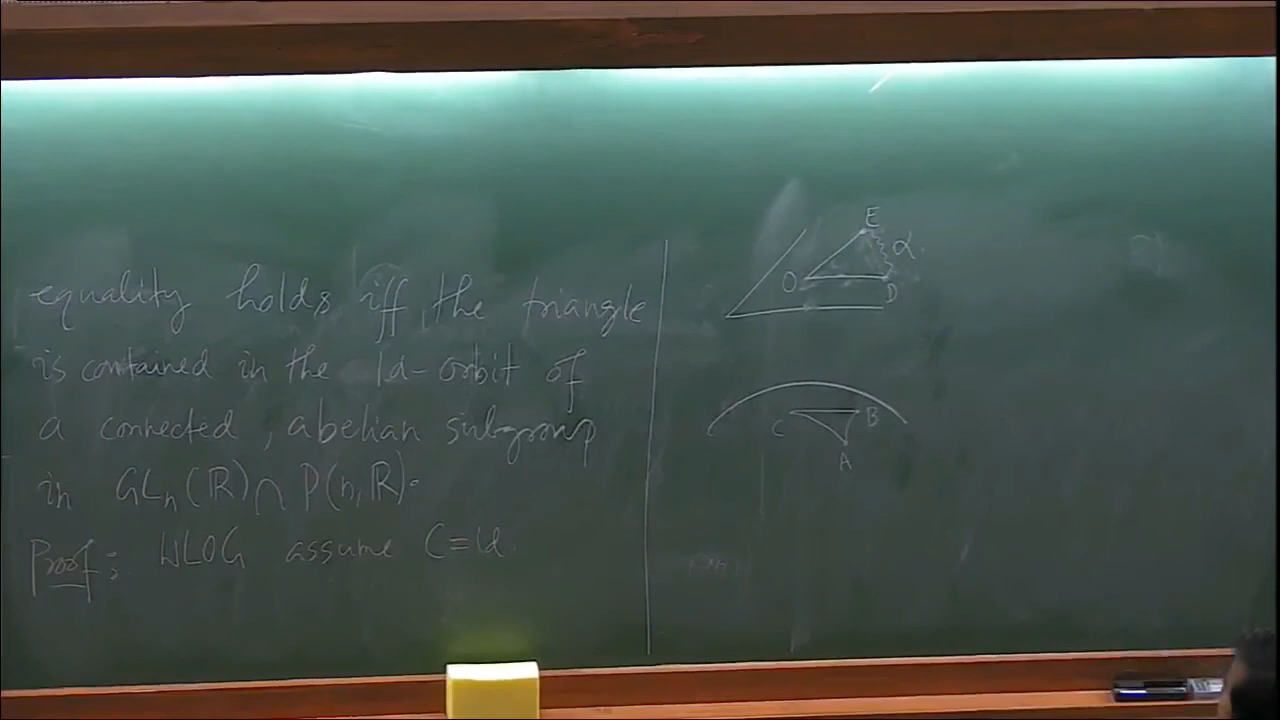 equality holds iff, the triangle
is contained in the Id-orbit of
a connected, abelian subgroup
in GLn(ℝ)∩P(n,ℝ).
Proof: WLOG assume C=Id.
E
α.
O
D
C
B
A